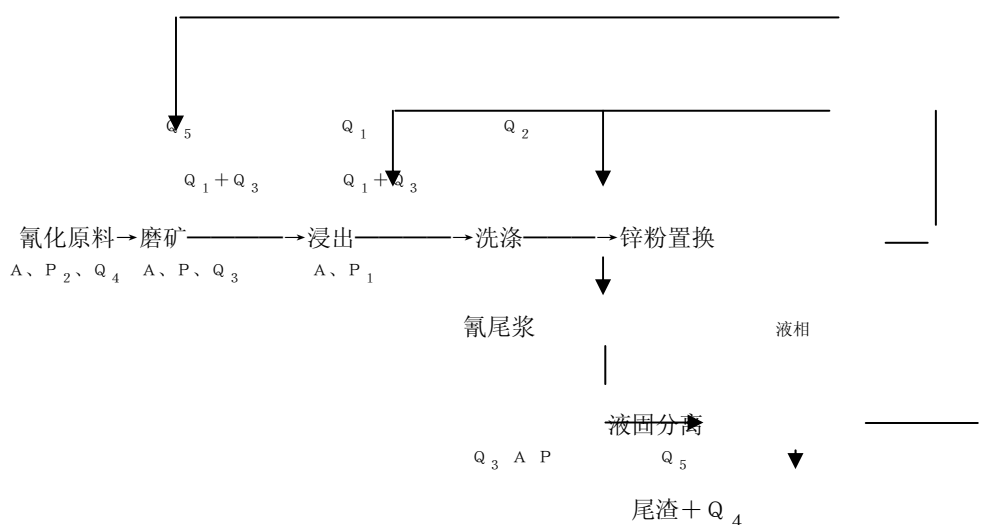 Q₅ Q₁ Q₂
Q₁+Q₃ Q₁+Q₃
氰化原料→磨矿→浸出→洗涤→锌粉置换
A、P₂、Q₄ A、P、Q₃ A、P₁
氰尾浆 液相
液固分离
Q₃ A P Q₅
尾渣+Q₄